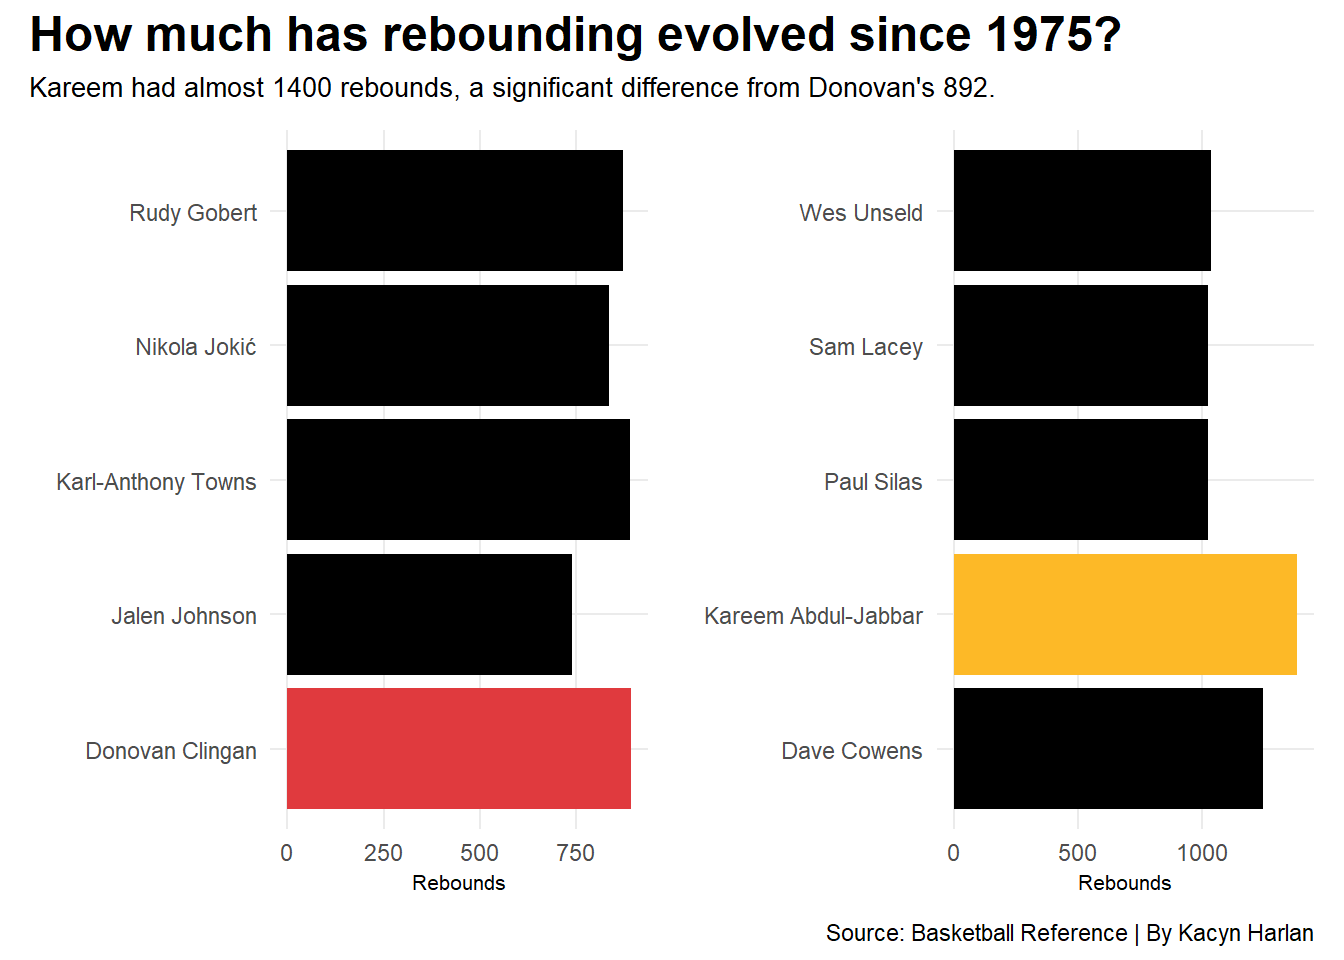 How much has rebounding evolved since 1975?
Kareem had almost 1400 rebounds, a significant difference from Donovan's 892.
Rudy Gobert
Nikola Jokić
Karl-Anthony Towns
Jalen Johnson
Donovan Clingan
0 250 500 750
Rebounds
Wes Unseld
Sam Lacey
Paul Silas
Kareem Abdul-Jabbar
Dave Cowens
0 500 1000
Rebounds
Source: Basketball Reference | By Kacyn Harlan